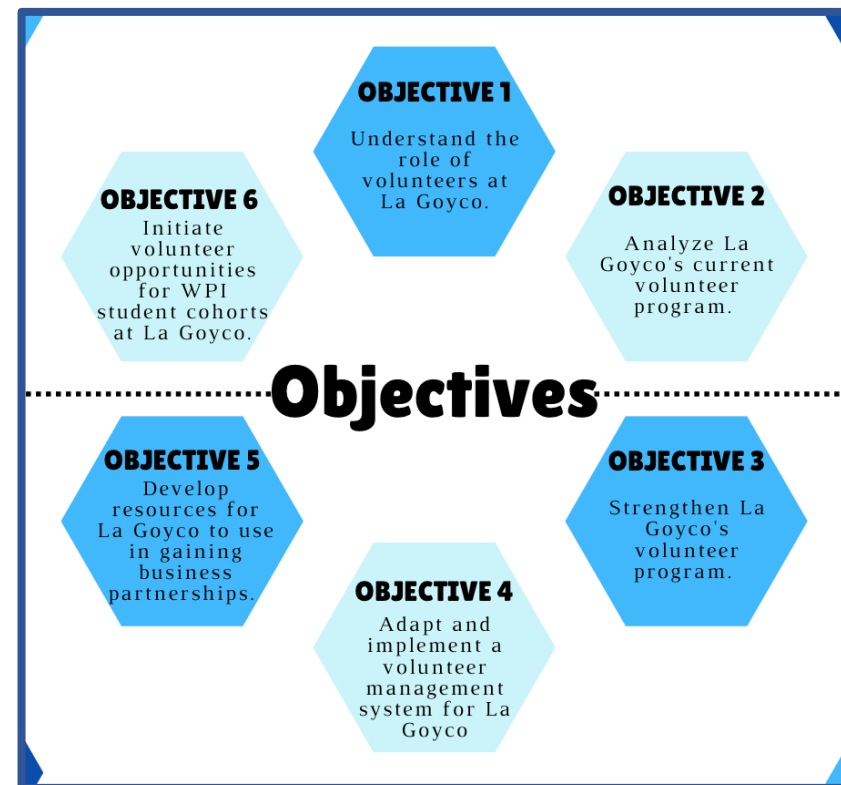 OBJECTIVE 1
Understand the
role of
volunteers at
La Goyco.
OBJECTIVE 2
Analyze La
Goyco's current
volunteer
program.
OBJECTIVE 6
Initiate
volunteer
opportunities
for WPI
student cohorts
at La Goyco.
Objectives
OBJECTIVE 5
Develop
resources for
La Goyco to use
in gaining
business
partnerships.
OBJECTIVE 3
Strengthen La
Goyco's
volunteer
program.
OBJECTIVE 4
Adapt and
implement a
volunteer
management
system for La
Goyco